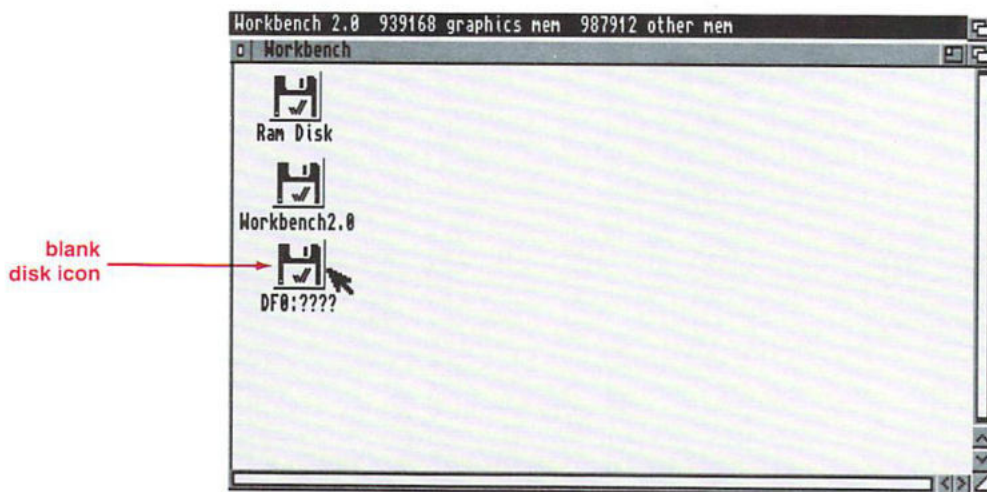 Workbench 2.0 939168 graphics mem 987912 other mem
Workbench
Ram Disk
Workbench2.0
blank
disk icon
DF0:????